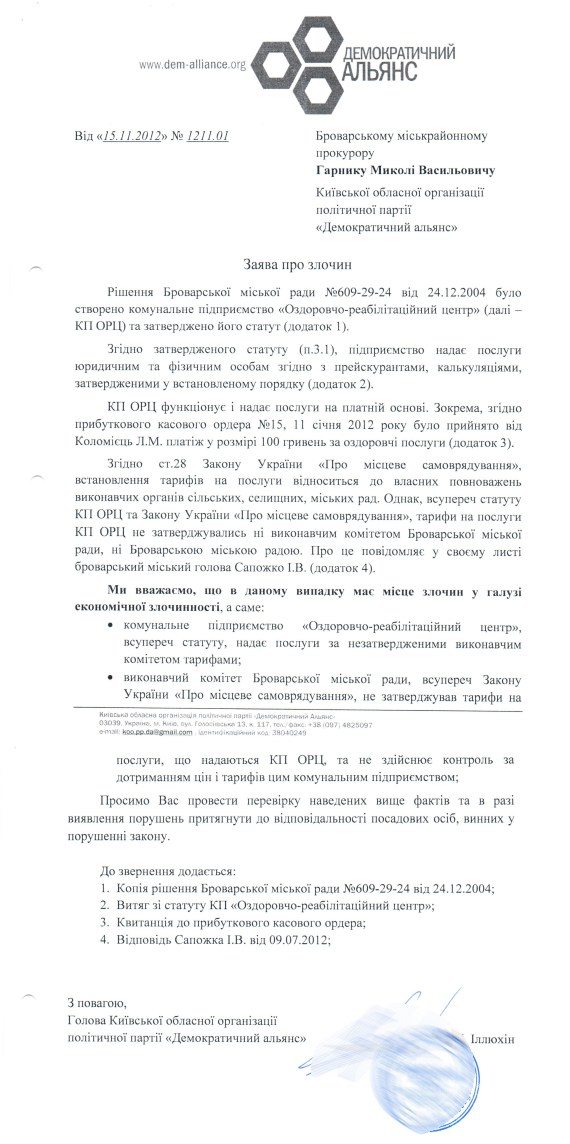 www.dem-alliance.org
ДЕМОКРАТИЧНИЙ
АЛЬЯНС
Від «15.11.2012» № 1211.01
Броварському міськрайонному
прокурору
Гарнику Миколі Васильовичу
Київської обласної організації
політичної партії
«Демократичний альянс»
Заява про злочин
Рішення Броварської міської ради №609-29-24 від 24.12.2004 було
створено комунальне підприємство «Оздоровчо-реабілітаційний центр» (далі –
КП ОРЦ) та затверджено його статут (додаток 1).
Згідно затвердженого статуту (п.3.1), підприємство надає послуги
юридичним та фізичним особам згідно з прейскурантами, калькуляціями,
затвердженими у встановленому порядку (додаток 2).
КП ОРЦ функціонує і надає послуги на платній основі. Зокрема, згідно
прибуткового касового ордера №15, 11 січня 2012 року було прийнято від
Коломієць Л.М. платіж у розмірі 100 гривень за оздоровчі послуги (додаток 3).
Згідно ст.28 Закону України «Про місцеве самоврядування»,
встановлення тарифів на послуги відноситься до власних повноважень
виконавчих органів сільських, селищних, міських рад. Однак, всупереч статуту
КП ОРЦ та Закону України «Про місцеве самоврядування», тарифи на послуги
КП ОРЦ не затверджувались ні виконавчим комітетом Броварської міської
ради, ні Броварською міською радою. Про це повідомляє у своєму листі
броварський міський голова Сапожко І.В. (додаток 4).
Ми вважаємо, що в даному випадку має місце злочин у галузі
економічної злочинності, а саме:
• комунальне підприємство «Оздоровчо-реабілітаційний центр»,
всупереч статуту, надає послуги за незатвердженими виконавчим
комітетом тарифами;
• виконавчий комітет Броварської міської ради, всупереч Закону
України «Про місцеве самоврядування», не затверджував тарифи на
Київська обласна організація політичної партії «Демократичний Альянс»
03039, Україна, м. Київ, вул. Голосіївська 13, к. 117, тел., факс: +38 (097) 4825097
e-mail: koo.pp.da@gmail.com ідентифікаційний код: 38040249
послуги, що надаються КП ОРЦ, та не здійснює контроль за
дотриманням цін і тарифів цим комунальним підприємством;
Просимо Вас провести перевірку наведених вище фактів та в разі
виявлення порушень притягнути до відповідальності посадових осіб, винних у
порушенні закону.
До звернення додається:
1. Копія рішення Броварської міської ради №609-29-24 від 24.12.2004;
2. Витяг зі статуту КП «Оздоровчо-реабілітаційний центр»;
3. Квитанція до прибуткового касового ордера;
4. Відповідь Сапожка І.В. від 09.07.2012;
З повагою,
Голова Київської обласної організації
політичної партії «Демократичний альянс»
Іллюхін